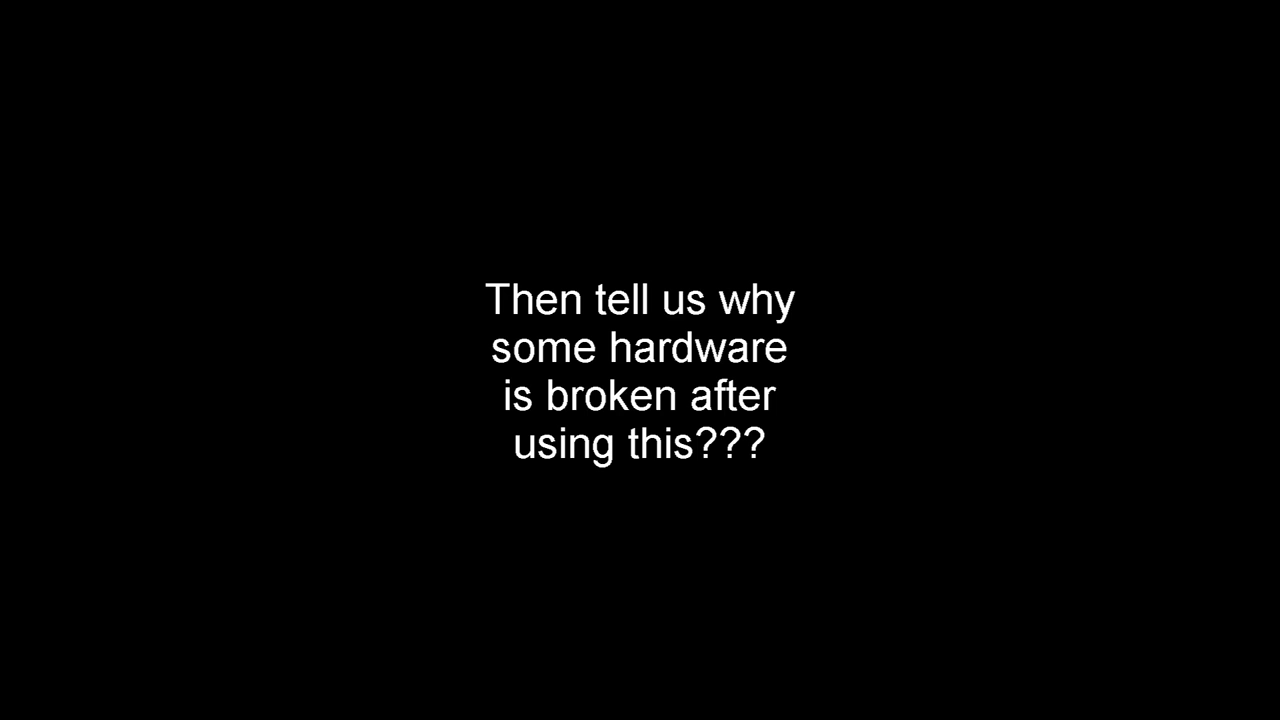 Then tell us why
some hardware
is broken after
using this???